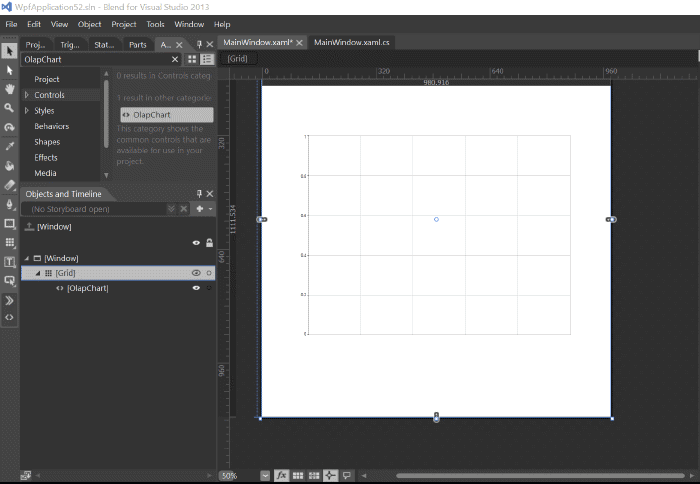 WpfApplication52.sln - Blend for Visual Studio 2013
File Edit View Object Project Tools Window Help
Proj... Trig... Stat... Parts A...
MainWindow.xaml* MainWindow.xaml.cs
OlapChart
[Grid]
0 320 640 960
980.916
Project
Controls
Styles
Behaviors
Shapes
Effects
Media
0 results in Controls categ
1 result in other categorie
OlapChart
This category shows the
common controls that are
available for use in your
project.
Objects and Timeline
(No Storyboard open)
[Window]
[Window]
[Grid]
[OlapChart]
320
1111.534
640
960
1
0.8
0.6
0.4
0.2
0
50%
fx